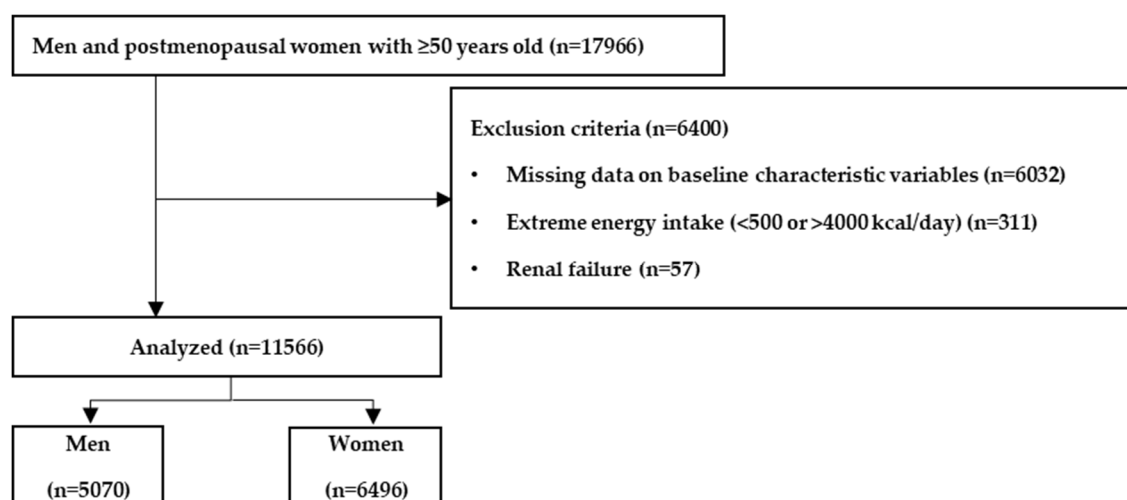 Men and postmenopausal women with ≥50 years old (n=17966)
Exclusion criteria (n=6400)
• Missing data on baseline characteristic variables (n=6032)
• Extreme energy intake (<500 or >4000 kcal/day) (n=311)
• Renal failure (n=57)
Analyzed (n=11566)
Men
(n=5070)
Women
(n=6496)